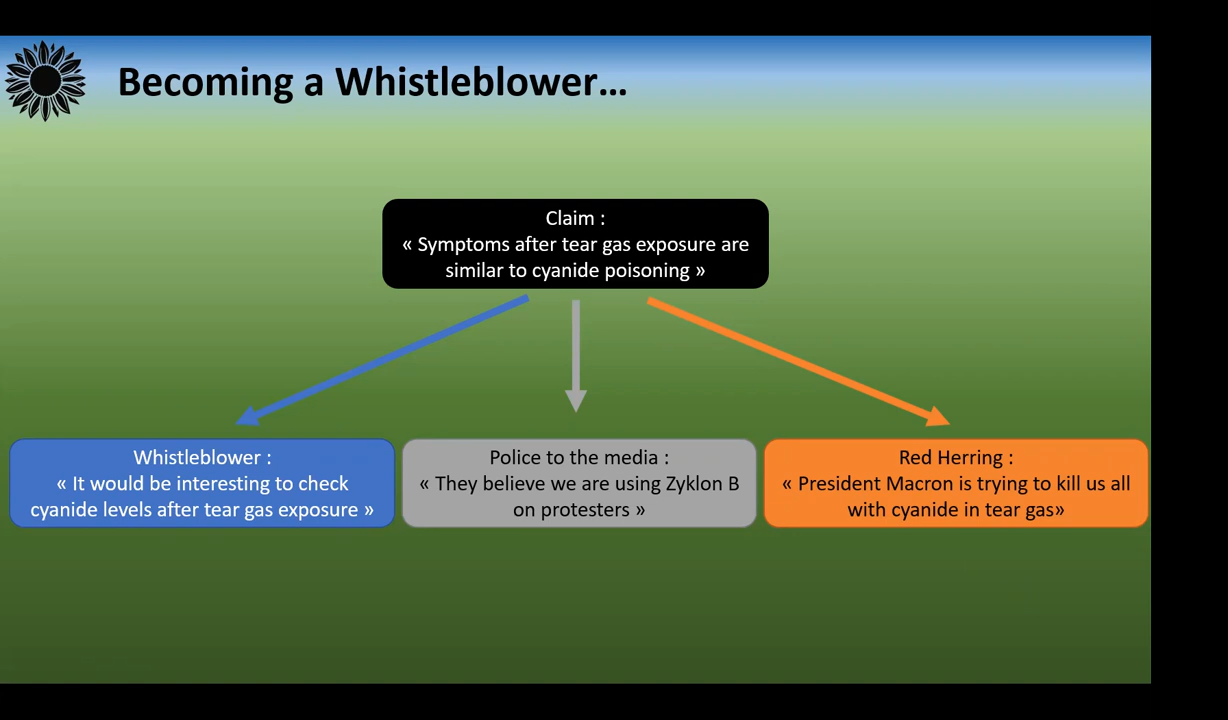 Becoming a Whistleblower…
Claim :
« Symptoms after tear gas exposure are
similar to cyanide poisoning »
Whistleblower :
« It would be interesting to check
cyanide levels after tear gas exposure »
Police to the media :
« They believe we are using Zyklon B
on protesters »
Red Herring :
« President Macron is trying to kill us all
with cyanide in tear gas»